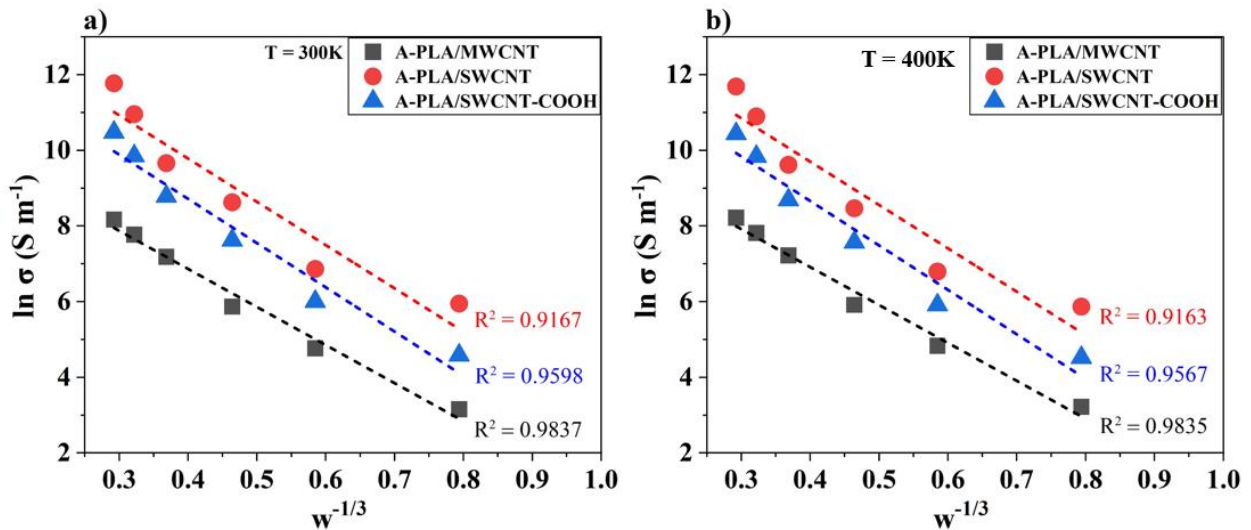 a)
T = 300K
A-PLA/MWCNT
A-PLA/SWCNT
A-PLA/SWCNT-COOH
12
10
8
6
4
2
ln σ (S m⁻¹)
R² = 0.9167
R² = 0.9598
R² = 0.9837
0.3 0.4 0.5 0.6 0.7 0.8 0.9 1.0
w⁻¹/³
b)
T = 400K
A-PLA/MWCNT
A-PLA/SWCNT
A-PLA/SWCNT-COOH
12
10
8
6
4
2
ln σ (S m⁻¹)
R² = 0.9163
R² = 0.9567
R² = 0.9835
0.3 0.4 0.5 0.6 0.7 0.8 0.9 1.0
w⁻¹/³